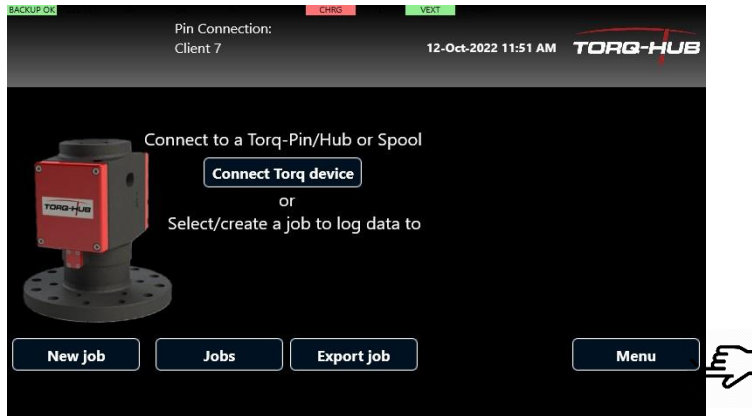 BACKUP OK CHRG VEXT
Pin Connection:
Client 7
12-Oct-2022 11:51 AM
TORQ-HUB
Connect to a Torq-Pin/Hub or Spool
Connect Torq device
or
Select/create a job to log data to
TORQ-HUB
New job Jobs Export job Menu